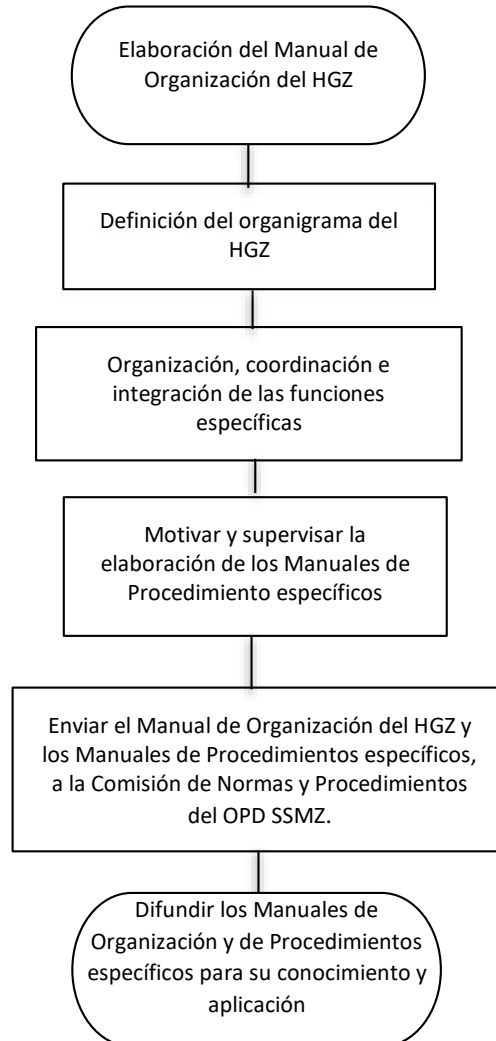 Elaboración del Manual de
Organización del HGZ
Definición del organigrama del
HGZ
Organización, coordinación e
integración de las funciones
específicas
Motivar y supervisar la
elaboración de los Manuales de
Procedimiento específicos
Enviar el Manual de Organización del HGZ y
los Manuales de Procedimientos específicos,
a la Comisión de Normas y Procedimientos
del OPD SSMZ.
Difundir los Manuales de
Organización y de Procedimientos
específicos para su conocimiento y
aplicación